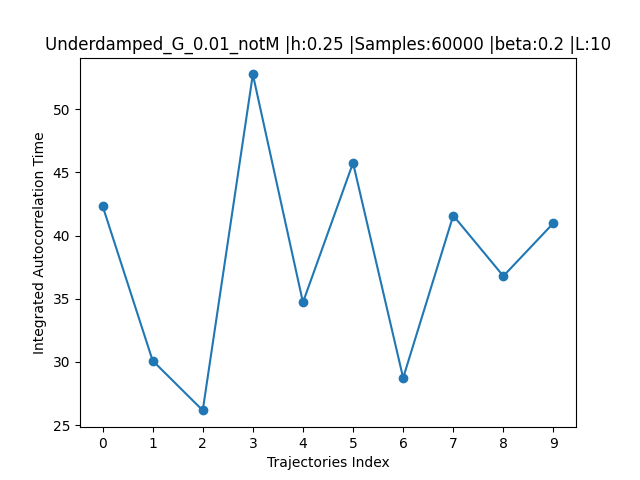 Underdamped_G_0.01_notM |h:0.25 |Samples:60000 |beta:0.2 |L:10
50
45
40
35
30
25
Integrated Autocorrelation Time
0 1 2 3 4 5 6 7 8 9
Trajectories Index